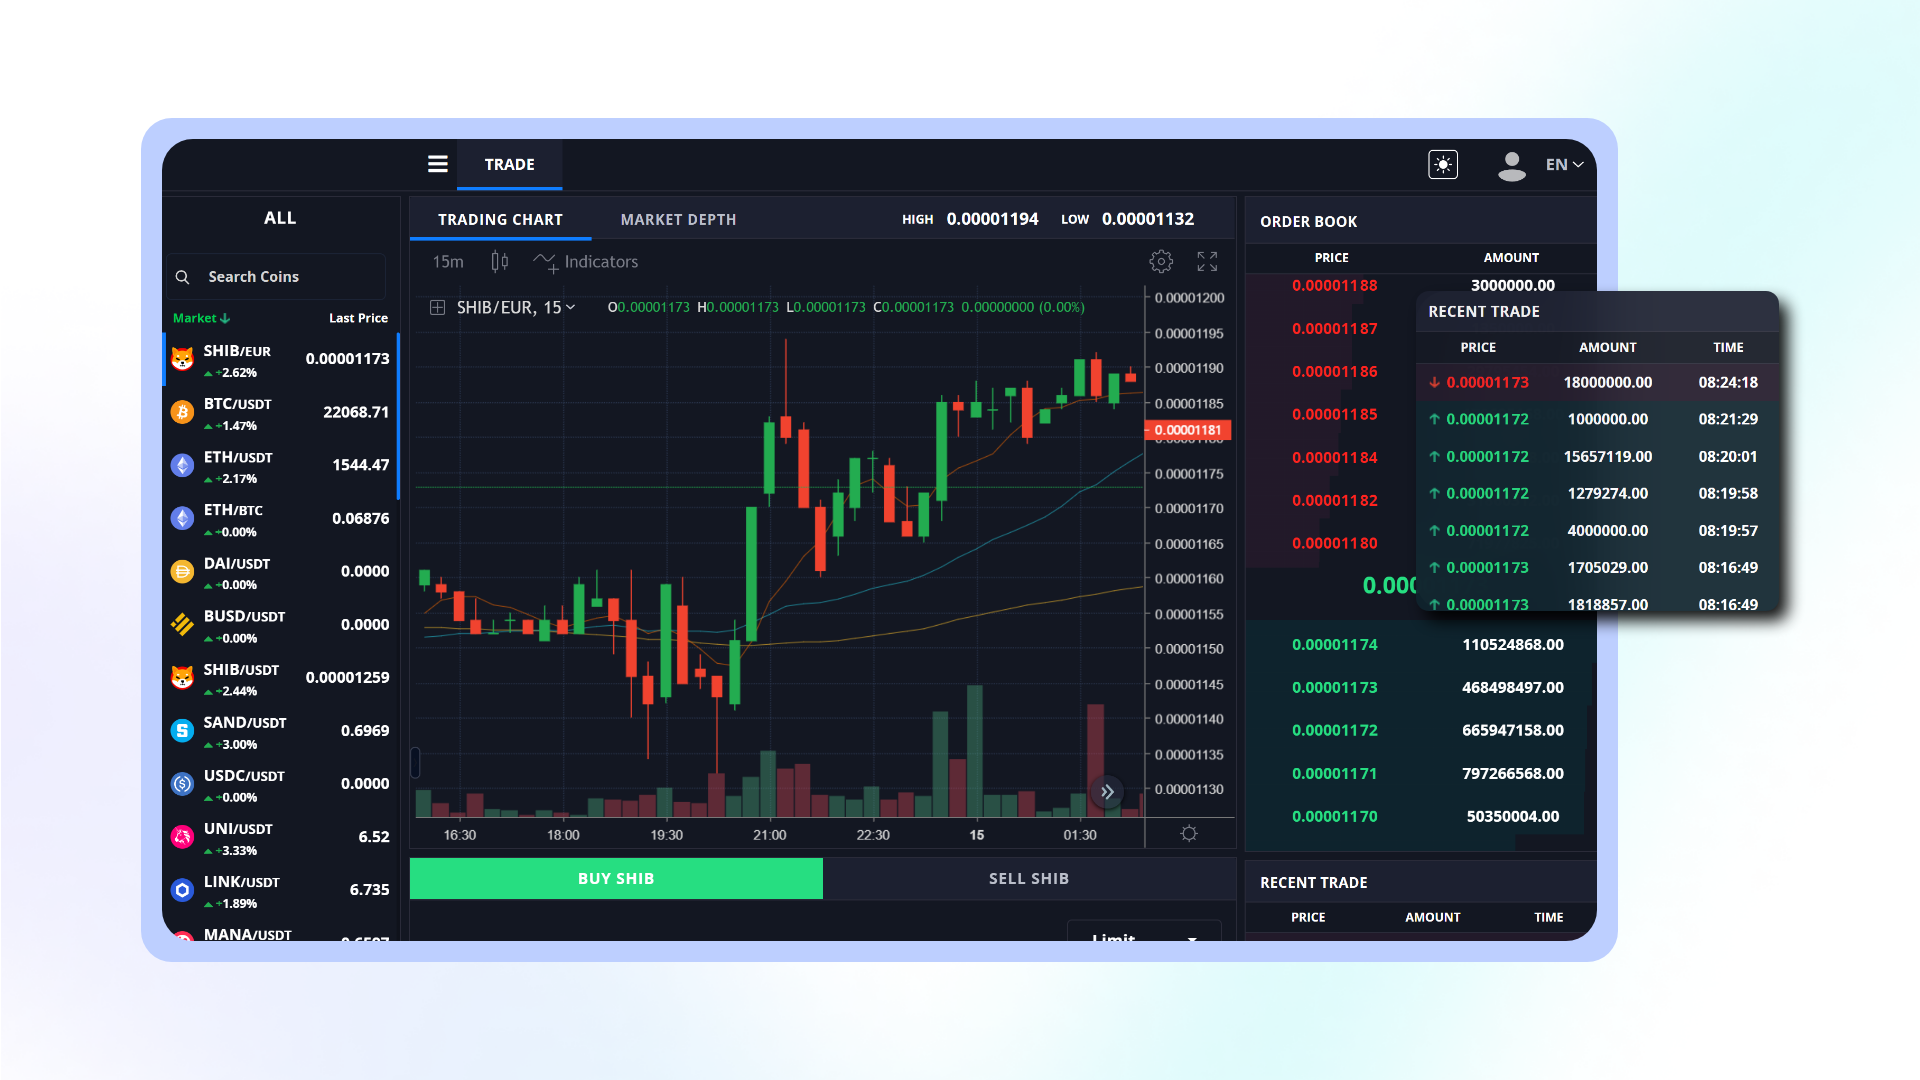 TRADE
EN
ALL
Search Coins
Market Last Price
SHIB/EUR 0.00001173
+2.62%
BTC/USDT 22068.71
+1.47%
ETH/USDT 1544.47
+2.17%
ETH/BTC 0.06876
+0.00%
DAI/USDT 0.0000
+0.00%
BUSD/USDT 0.0000
+0.00%
SHIB/USDT 0.00001259
+2.44%
SAND/USDT 0.6969
+3.00%
USDC/USDT 0.0000
+0.00%
UNI/USDT 6.52
+3.33%
LINK/USDT 6.735
+1.89%
MANA/USDT
TRADING CHART MARKET DEPTH HIGH 0.00001194 LOW 0.00001132
15m Indicators
SHIB/EUR, 15 O0.00001173 H0.00001173 L0.00001173 C0.00001173 0.00000000 (0.00%)
0.00001200
0.00001195
0.00001190
0.00001185
0.00001181
0.00001175
0.00001170
0.00001165
0.00001160
0.00001155
0.00001150
0.00001145
0.00001140
0.00001135
0.00001130
16:30 18:00 19:30 21:00 22:30 15 01:30
BUY SHIB SELL SHIB
Limit
ORDER BOOK
PRICE AMOUNT
0.00001188 3000000.00
0.00001187
0.00001186
0.00001185
0.00001184
0.00001182
0.00001180
0.000
0.00001174 110524868.00
0.00001173 468498497.00
0.00001172 665947158.00
0.00001171 797266568.00
0.00001170 50350004.00
RECENT TRADE
PRICE AMOUNT TIME
RECENT TRADE
PRICE AMOUNT TIME
0.00001173 18000000.00 08:24:18
0.00001172 1000000.00 08:21:29
0.00001172 15657119.00 08:20:01
0.00001172 1279274.00 08:19:58
0.00001172 4000000.00 08:19:57
0.00001173 1705029.00 08:16:49
0.00001173 1818857.00 08:16:49